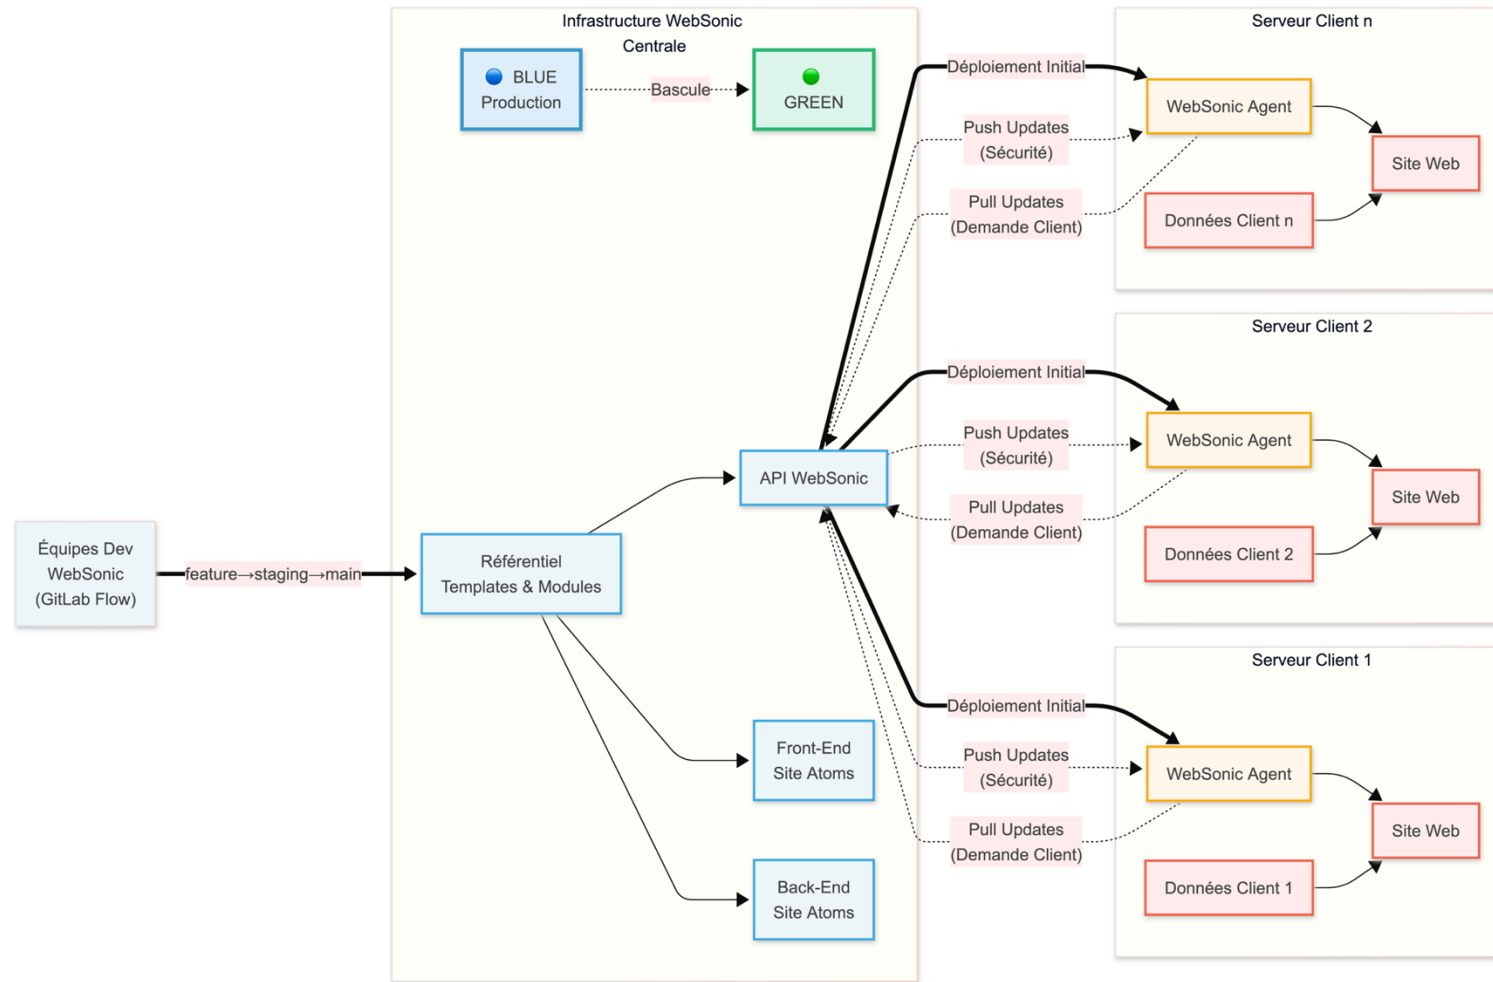 Infrastructure WebSonic
Centrale
🔵 BLUE
Production
Bascule
🟢
GREEN
Équipes Dev
WebSonic
(GitLab Flow)
feature→staging→main
Référentiel
Templates & Modules
API WebSonic
Front-End
Site Atoms
Back-End
Site Atoms
Déploiement Initial
Push Updates
(Sécurité)
Pull Updates
(Demande Client)
Serveur Client n
WebSonic Agent
Site Web
Données Client n
Déploiement Initial
Push Updates
(Sécurité)
Pull Updates
(Demande Client)
Serveur Client 2
WebSonic Agent
Site Web
Données Client 2
Déploiement Initial
Push Updates
(Sécurité)
Pull Updates
(Demande Client)
Serveur Client 1
WebSonic Agent
Site Web
Données Client 1